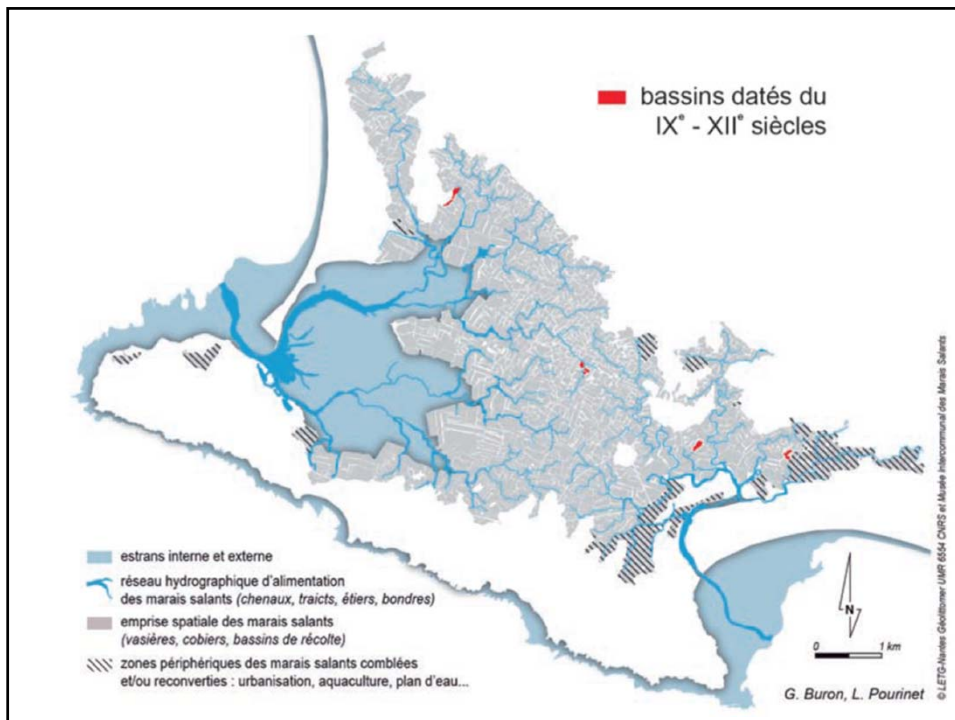 bassins datés du
IXe - XIIe siècles
estrans interne et externe
réseau hydrographique d'alimentation
des marais salants (chenaux, traicts, étiers, bondres)
emprise spatiale des marais salants
(vasières, cobiers, bassins de récolte)
zones périphériques des marais salants comblées
et/ou reconverties : urbanisation, aquaculture, plan d'eau...
N
0 1 km
G. Buron, L. Pourinet
© LETG-Nantes Géolittomer UMR 6554 CNRS et Musée Intercommunal des Marais Salants